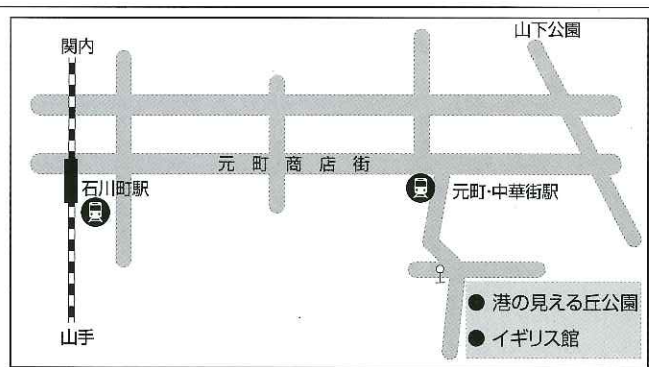 関内
山下公園
元町商店街
石川町駅
元町・中華街駅
港の見える丘公園
イギリス館
山手